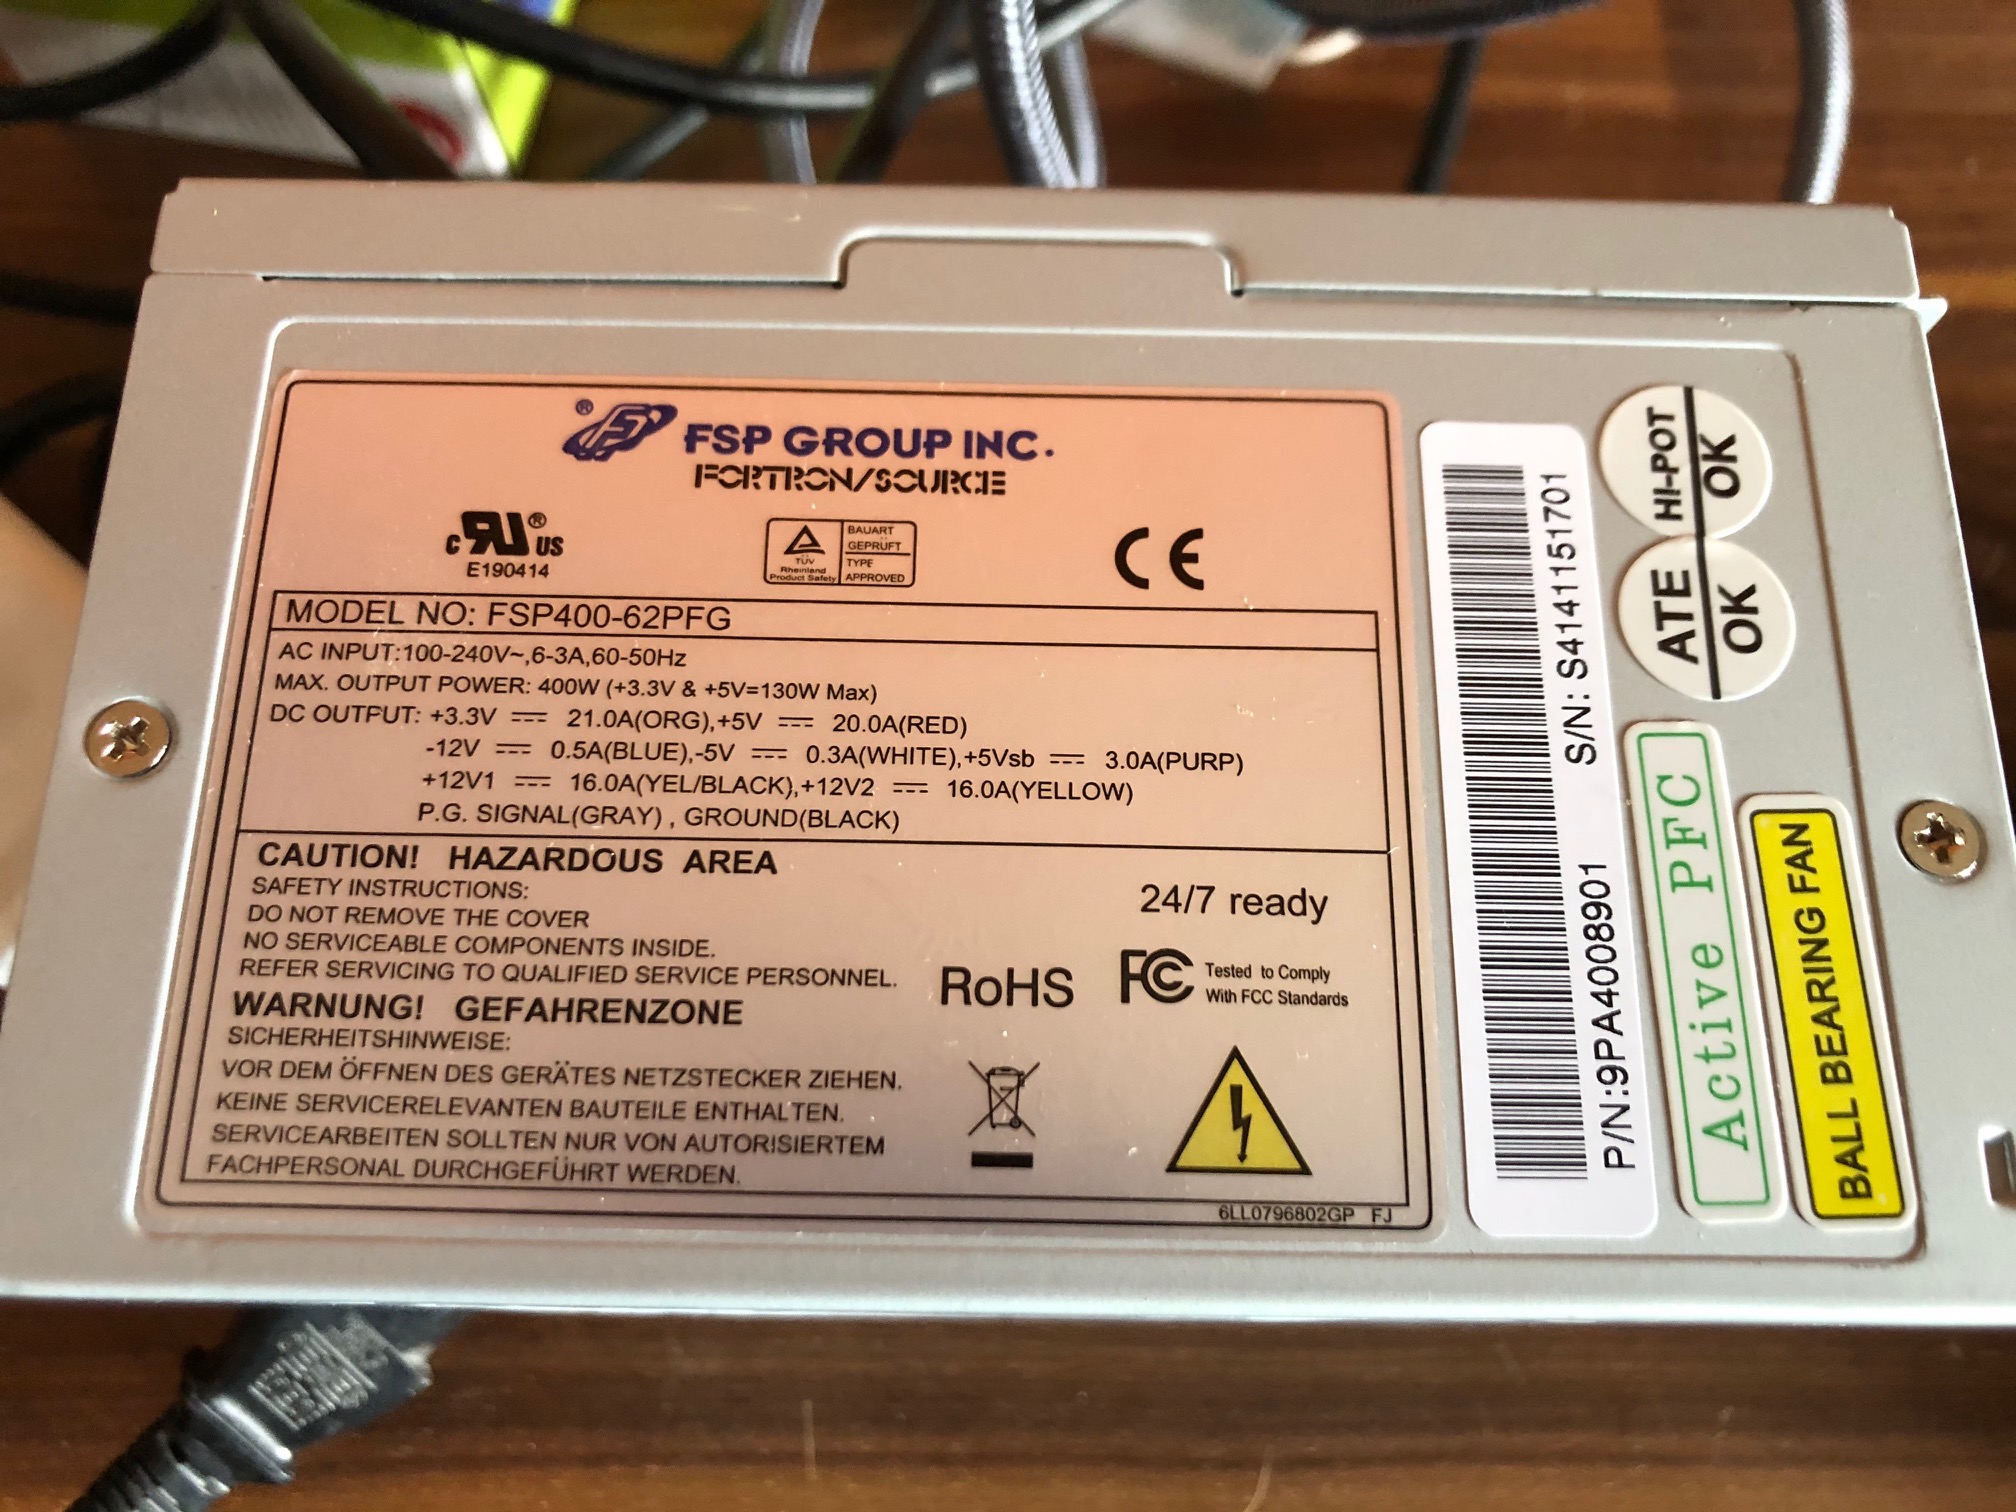 ® FSP GROUP INC.
FORTRON/SOURCE
c RU ® US
E190414
TÜV
Rheinland
Product Safety
BAUART
GEPRÜFT
TYPE
APPROVED
CE
MODEL NO: FSP400-62PFG
AC INPUT:100-240V~,6-3A,60-50Hz
MAX. OUTPUT POWER: 400W (+3.3V & +5V=130W Max)
DC OUTPUT: +3.3V ⎓ 21.0A(ORG),+5V ⎓ 20.0A(RED)
-12V ⎓ 0.5A(BLUE),-5V ⎓ 0.3A(WHITE),+5Vsb ⎓ 3.0A(PURP)
+12V1 ⎓ 16.0A(YEL/BLACK),+12V2 ⎓ 16.0A(YELLOW)
P.G. SIGNAL(GRAY) , GROUND(BLACK)
CAUTION! HAZARDOUS AREA
SAFETY INSTRUCTIONS:
DO NOT REMOVE THE COVER
NO SERVICEABLE COMPONENTS INSIDE.
REFER SERVICING TO QUALIFIED SERVICE PERSONNEL.
WARNUNG! GEFAHRENZONE
SICHERHEITSHINWEISE:
VOR DEM ÖFFNEN DES GERÄTES NETZSTECKER ZIEHEN.
KEINE SERVICERELEVANTEN BAUTEILE ENTHALTEN.
SERVICEARBEITEN SOLLTEN NUR VON AUTORISIERTEM
FACHPERSONAL DURCHGEFÜHRT WERDEN.
24/7 ready
RoHS
FC Tested to Comply
With FCC Standards
6LL0796802GP FJ
S/N: S4141151701
P/N:9PA4008901
HI-POT
OK
ATE
OK
Active PFC
BALL BEARING FAN